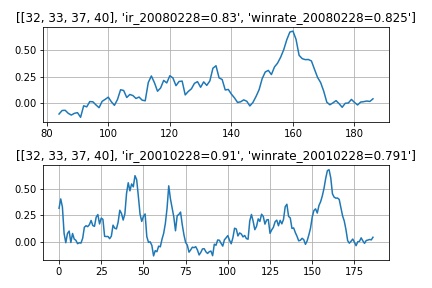 [[32, 33, 37, 40], 'ir_20080228=0.83', 'winrate_20080228=0.825']
0.50
0.25
0.00
80 100 120 140 160 180
[[32, 33, 37, 40], 'ir_20010228=0.91', 'winrate_20010228=0.791']
0.50
0.25
0.00
0 25 50 75 100 125 150 175